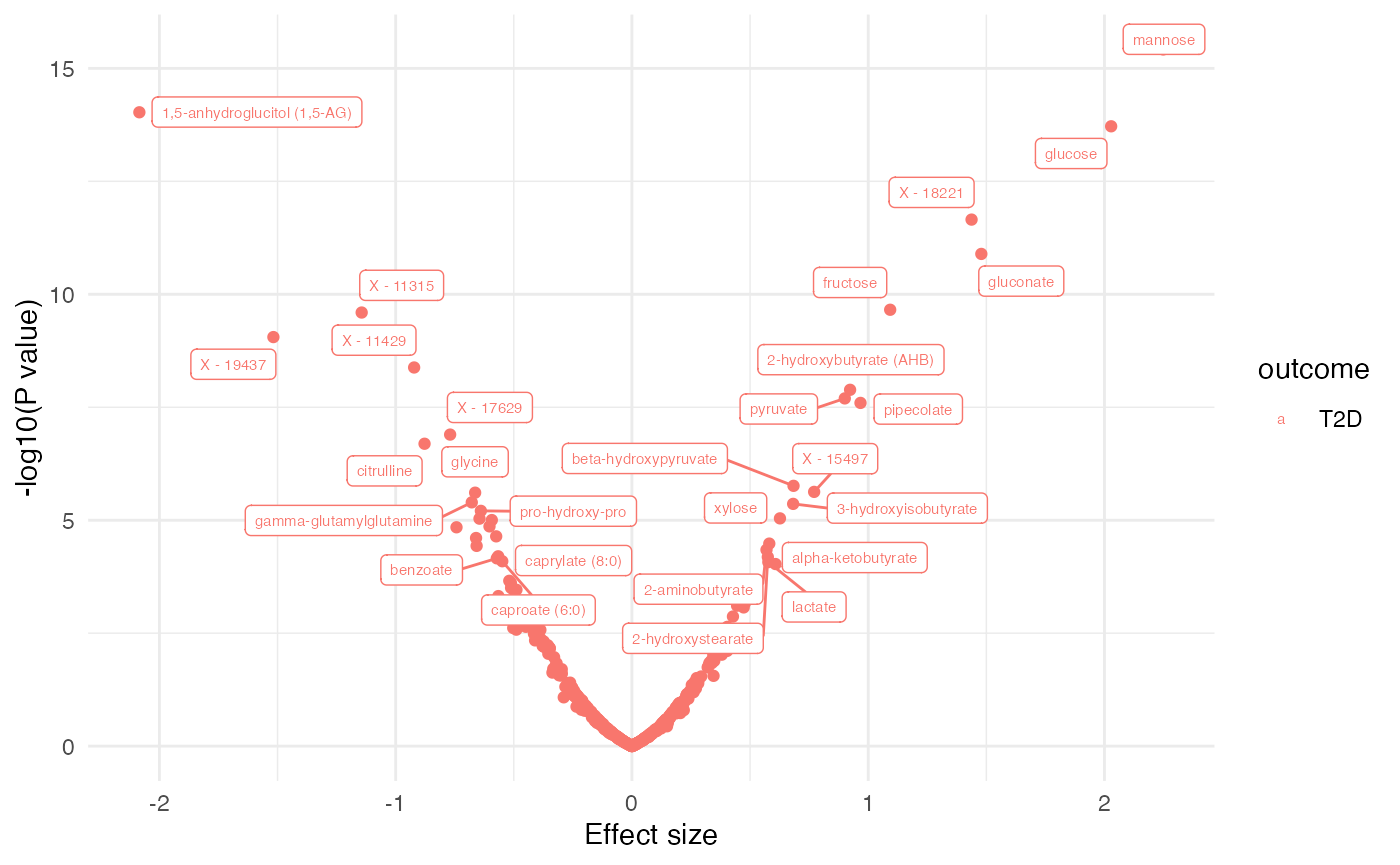 mannose
15
1,5-anhydroglucitol (1,5-AG)
glucose
X - 18221
X - 11315
fructose
gluconate
10
X - 11429
X - 19437
2-hydroxybutyrate (AHB)
outcome
a T2D
X - 17629
pyruvate
pipecolate
-log10(P value)
citrulline
glycine
beta-hydroxypyruvate
X - 15497
gamma-glutamylglutamine
pro-hydroxy-pro
xylose
3-hydroxyisobutyrate
5
benzoate
caprylate (8:0)
alpha-ketobutyrate
caproate (6:0)
2-aminobutyrate
lactate
2-hydroxystearate
0
-2
-1
0
1
2
Effect size